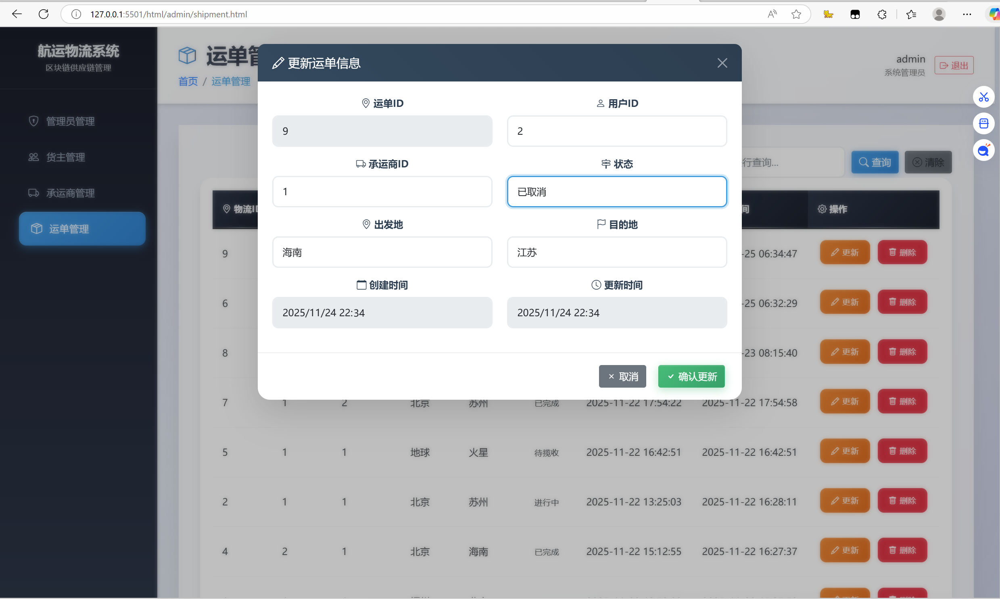 127.0.0.1:5501/html/admin/shipment.html
航运物流系统
区块链供应链管理
管理员管理
货主管理
承运商管理
运单管理
运单管
首页 / 运单管理
admin
系统管理员
退出
行查询...
查询
清除
更新运单信息
运单ID
用户ID
9
2
承运商ID
状态
1
已取消
出发地
目的地
海南
江苏
创建时间
更新时间
2025/11/24 22:34
2025/11/24 22:34
取消
确认更新
物流ID
间
操作
9 -25 06:34:47 更新 删除
6 -25 06:32:29 更新 删除
8 -23 08:15:40 更新 删除
7 1 2 北京 苏州 已完成 2025-11-22 17:54:22 2025-11-22 17:54:58 更新 删除
5 1 1 地球 火星 待揽收 2025-11-22 16:42:51 2025-11-22 16:42:51 更新 删除
2 1 1 北京 苏州 进行中 2025-11-22 13:25:03 2025-11-22 16:28:11 更新 删除
4 2 1 北京 海南 已完成 2025-11-22 15:12:55 2025-11-22 16:27:37 更新 删除